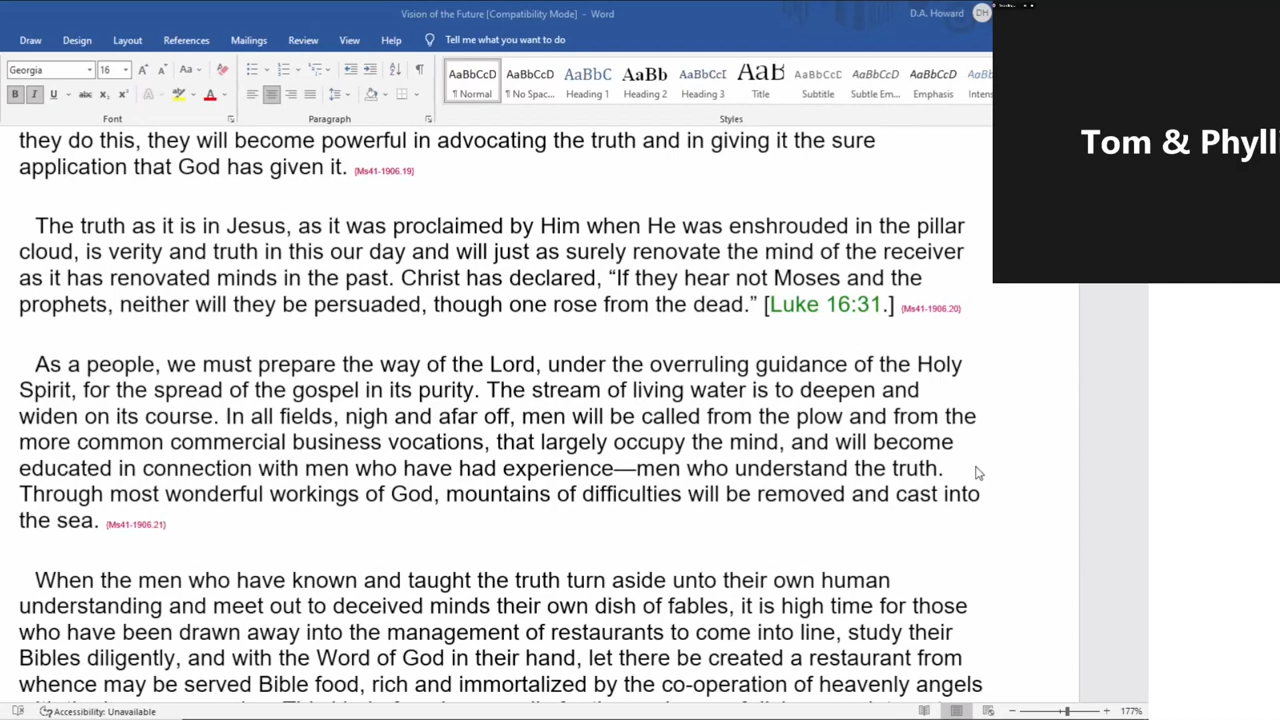 Vision of the Future [Compatibility Mode] - Word
D.A. Howard
DH
Draw Design Layout References Mailings Review View Help Tell me what you want to do
Georgia 16 Aa
B I U abc X₂ X² A A
Font Paragraph Styles
AaBbCcD AaBbCcD AaBbC AaBb AaBbCcI AaB AaBbCcD AaBbCcD AaBbCcD AaBb
¶ Normal ¶ No Spac... Heading 1 Heading 2 Heading 3 Title Subtitle Subtle Em... Emphasis Intens
Tom & Phylli
they do this, they will become powerful in advocating the truth and in giving it the sure
application that God has given it. {Ms41-1906.19}
The truth as it is in Jesus, as it was proclaimed by Him when He was enshrouded in the pillar
cloud, is verity and truth in this our day and will just as surely renovate the mind of the receiver
as it has renovated minds in the past. Christ has declared, “If they hear not Moses and the
prophets, neither will they be persuaded, though one rose from the dead.” [Luke 16:31.] {Ms41-1906.20}
As a people, we must prepare the way of the Lord, under the overruling guidance of the Holy
Spirit, for the spread of the gospel in its purity. The stream of living water is to deepen and
widen on its course. In all fields, nigh and afar off, men will be called from the plow and from the
more common commercial business vocations, that largely occupy the mind, and will become
educated in connection with men who have had experience—men who understand the truth.
Through most wonderful workings of God, mountains of difficulties will be removed and cast into
the sea. {Ms41-1906.21}
When the men who have known and taught the truth turn aside unto their own human
understanding and meet out to deceived minds their own dish of fables, it is high time for those
who have been drawn away into the management of restaurants to come into line, study their
Bibles diligently, and with the Word of God in their hand, let there be created a restaurant from
whence may be served Bible food, rich and immortalized by the co-operation of heavenly angels
Accessibility: Unavailable
177%